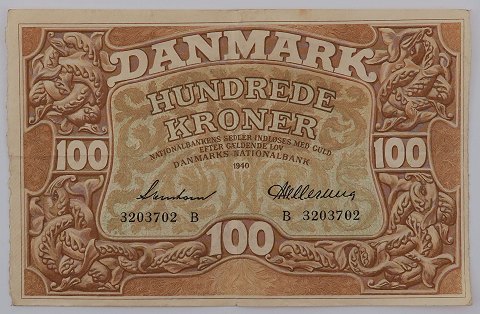 DANMARK
HUNDREDE
KRONER
NATIONALBANKENS SEDLER INDLØSES MED GULD
EFTER GÆLDENDE LOV
DANMARKS NATIONALBANK
1940
100 100
3203702 B B 3203702
100